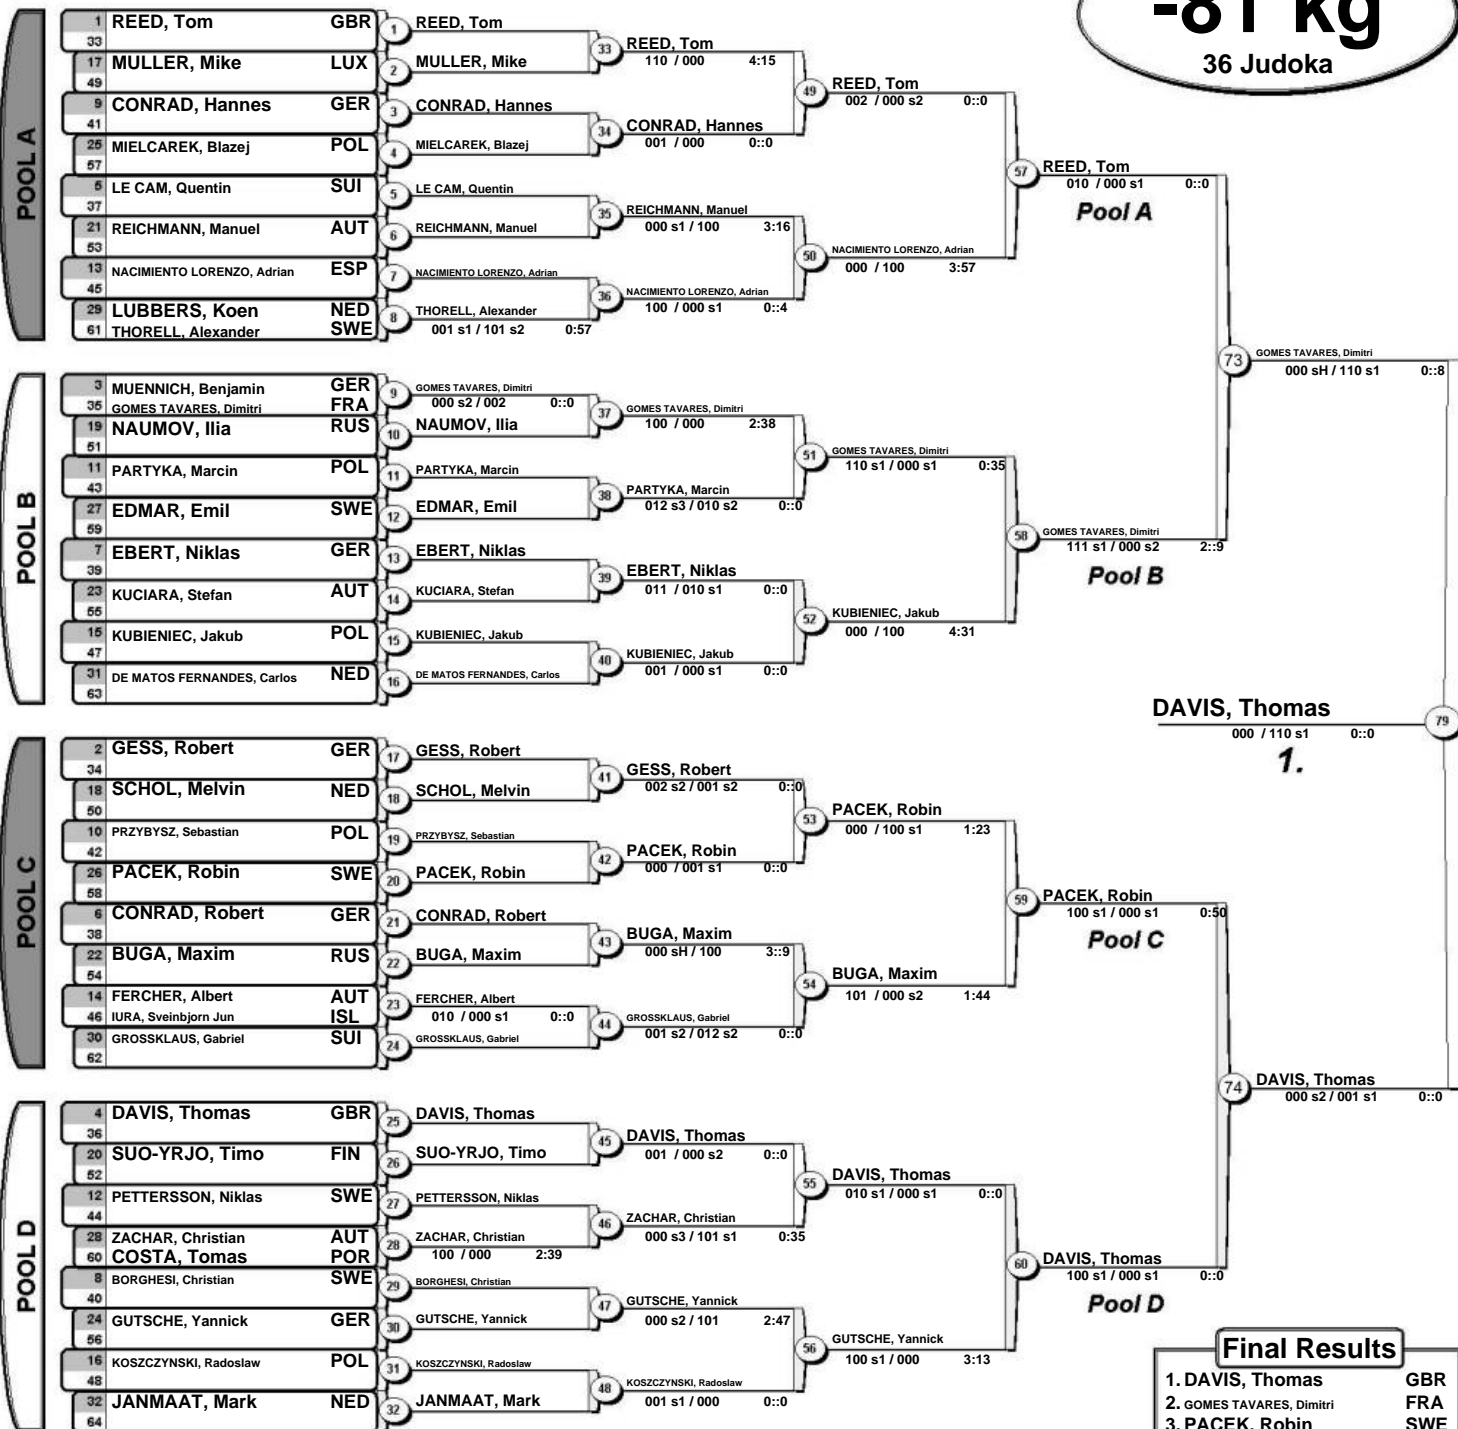 -81 kg
36 Judoka
POOL A
1 REED, Tom GBR
33
17 MULLER, Mike LUX
49
9 CONRAD, Hannes GER
41
25 MIELCAREK, Blazej POL
57
5 LE CAM, Quentin SUI
37
21 REICHMANN, Manuel AUT
53
13 NACIMIENTO LORENZO, Adrian ESP
45
29 LUBBERS, Koen NED
61 THORELL, Alexander SWE
1 REED, Tom
2 MULLER, Mike
3 CONRAD, Hannes
4 MIELCAREK, Blazej
5 LE CAM, Quentin
6 REICHMANN, Manuel
7 NACIMIENTO LORENZO, Adrian
8 THORELL, Alexander
001 s1 / 101 s2 0:57
33 REED, Tom
110 / 000 4:15
34 CONRAD, Hannes
001 / 000 0::0
35 REICHMANN, Manuel
000 s1 / 100 3:16
36 NACIMIENTO LORENZO, Adrian
100 / 000 s1 0::4
49 REED, Tom
002 / 000 s2 0::0
50 NACIMIENTO LORENZO, Adrian
000 / 100 3:57
57 REED, Tom
010 / 000 s1 0::0
Pool A
POOL B
3 MUENNICH, Benjamin GER
35 GOMES TAVARES, Dimitri FRA
19 NAUMOV, Ilia RUS
51
11 PARTYKA, Marcin POL
43
27 EDMAR, Emil SWE
59
7 EBERT, Niklas GER
39
23 KUCIARA, Stefan AUT
55
15 KUBIENIEC, Jakub POL
47
31 DE MATOS FERNANDES, Carlos NED
63
9 GOMES TAVARES, Dimitri
000 s2 / 002 0::0
10 NAUMOV, Ilia
11 PARTYKA, Marcin
12 EDMAR, Emil
13 EBERT, Niklas
14 KUCIARA, Stefan
15 KUBIENIEC, Jakub
16 DE MATOS FERNANDES, Carlos
37 GOMES TAVARES, Dimitri
100 / 000 2:38
38 PARTYKA, Marcin
012 s3 / 010 s2 0::0
39 EBERT, Niklas
011 / 010 s1 0::0
40 KUBIENIEC, Jakub
001 / 000 s1 0::0
51 GOMES TAVARES, Dimitri
110 s1 / 000 s1 0:35
52 KUBIENIEC, Jakub
000 / 100 4:31
58 GOMES TAVARES, Dimitri
111 s1 / 000 s2 2::9
Pool B
73 GOMES TAVARES, Dimitri
000 sH / 110 s1 0::8
DAVIS, Thomas 79
000 / 110 s1 0::0
1.
POOL C
2 GESS, Robert GER
34
18 SCHOL, Melvin NED
50
10 PRZYBYSZ, Sebastian POL
42
26 PACEK, Robin SWE
58
6 CONRAD, Robert GER
38
22 BUGA, Maxim RUS
54
14 FERCHER, Albert AUT
46 IURA, Sveinbjorn Jun ISL
30 GROSSKLAUS, Gabriel SUI
62
17 GESS, Robert
18 SCHOL, Melvin
19 PRZYBYSZ, Sebastian
20 PACEK, Robin
21 CONRAD, Robert
22 BUGA, Maxim
23 FERCHER, Albert
010 / 000 s1 0::0
24 GROSSKLAUS, Gabriel
41 GESS, Robert
002 s2 / 001 s2 0::0
42 PACEK, Robin
000 / 001 s1 0::0
43 BUGA, Maxim
000 sH / 100 3::9
44 GROSSKLAUS, Gabriel
001 s2 / 012 s2 0::0
53 PACEK, Robin
000 / 100 s1 1:23
54 BUGA, Maxim
101 / 000 s2 1:44
59 PACEK, Robin
100 s1 / 000 s1 0:50
Pool C
74 DAVIS, Thomas
000 s2 / 001 s1 0::0
POOL D
4 DAVIS, Thomas GBR
36
20 SUO-YRJO, Timo FIN
52
12 PETTERSSON, Niklas SWE
44
28 ZACHAR, Christian AUT
60 COSTA, Tomas POR
8 BORGHESI, Christian SWE
40
24 GUTSCHE, Yannick GER
56
16 KOSZCZYNSKI, Radoslaw POL
48
32 JANMAAT, Mark NED
64
25 DAVIS, Thomas
26 SUO-YRJO, Timo
27 PETTERSSON, Niklas
28 ZACHAR, Christian
100 / 000 2:39
29 BORGHESI, Christian
30 GUTSCHE, Yannick
31 KOSZCZYNSKI, Radoslaw
32 JANMAAT, Mark
45 DAVIS, Thomas
001 / 000 s2 0::0
46 ZACHAR, Christian
000 s3 / 101 s1 0:35
47 GUTSCHE, Yannick
000 s2 / 101 2:47
48 KOSZCZYNSKI, Radoslaw
001 s1 / 000 0::0
55 DAVIS, Thomas
010 s1 / 000 s1 0::0
56 GUTSCHE, Yannick
100 s1 / 000 3:13
60 DAVIS, Thomas
100 s1 / 000 s1 0::0
Pool D
Final Results
1. DAVIS, Thomas GBR
2. GOMES TAVARES, Dimitri FRA
3. PACEK, Robin SWE